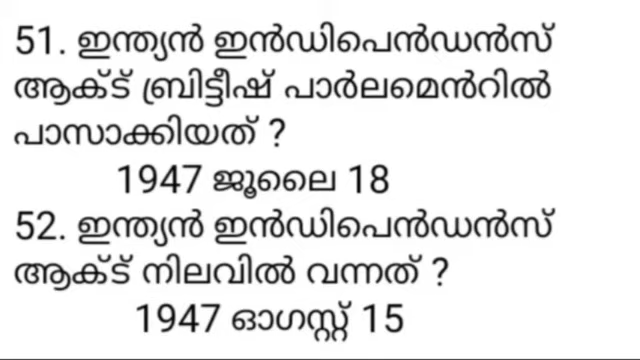 51. ഇന്ത്യൻ ഇൻഡിപെൻഡൻസ്
ആക്ട് ബ്രിട്ടീഷ് പാർലമെൻറിൽ
പാസാക്കിയത് ?
1947 ജൂലൈ 18
52. ഇന്ത്യൻ ഇൻഡിപെൻഡൻസ്
ആക്ട് നിലവിൽ വന്നത് ?
1947 ഓഗസ്റ്റ് 15